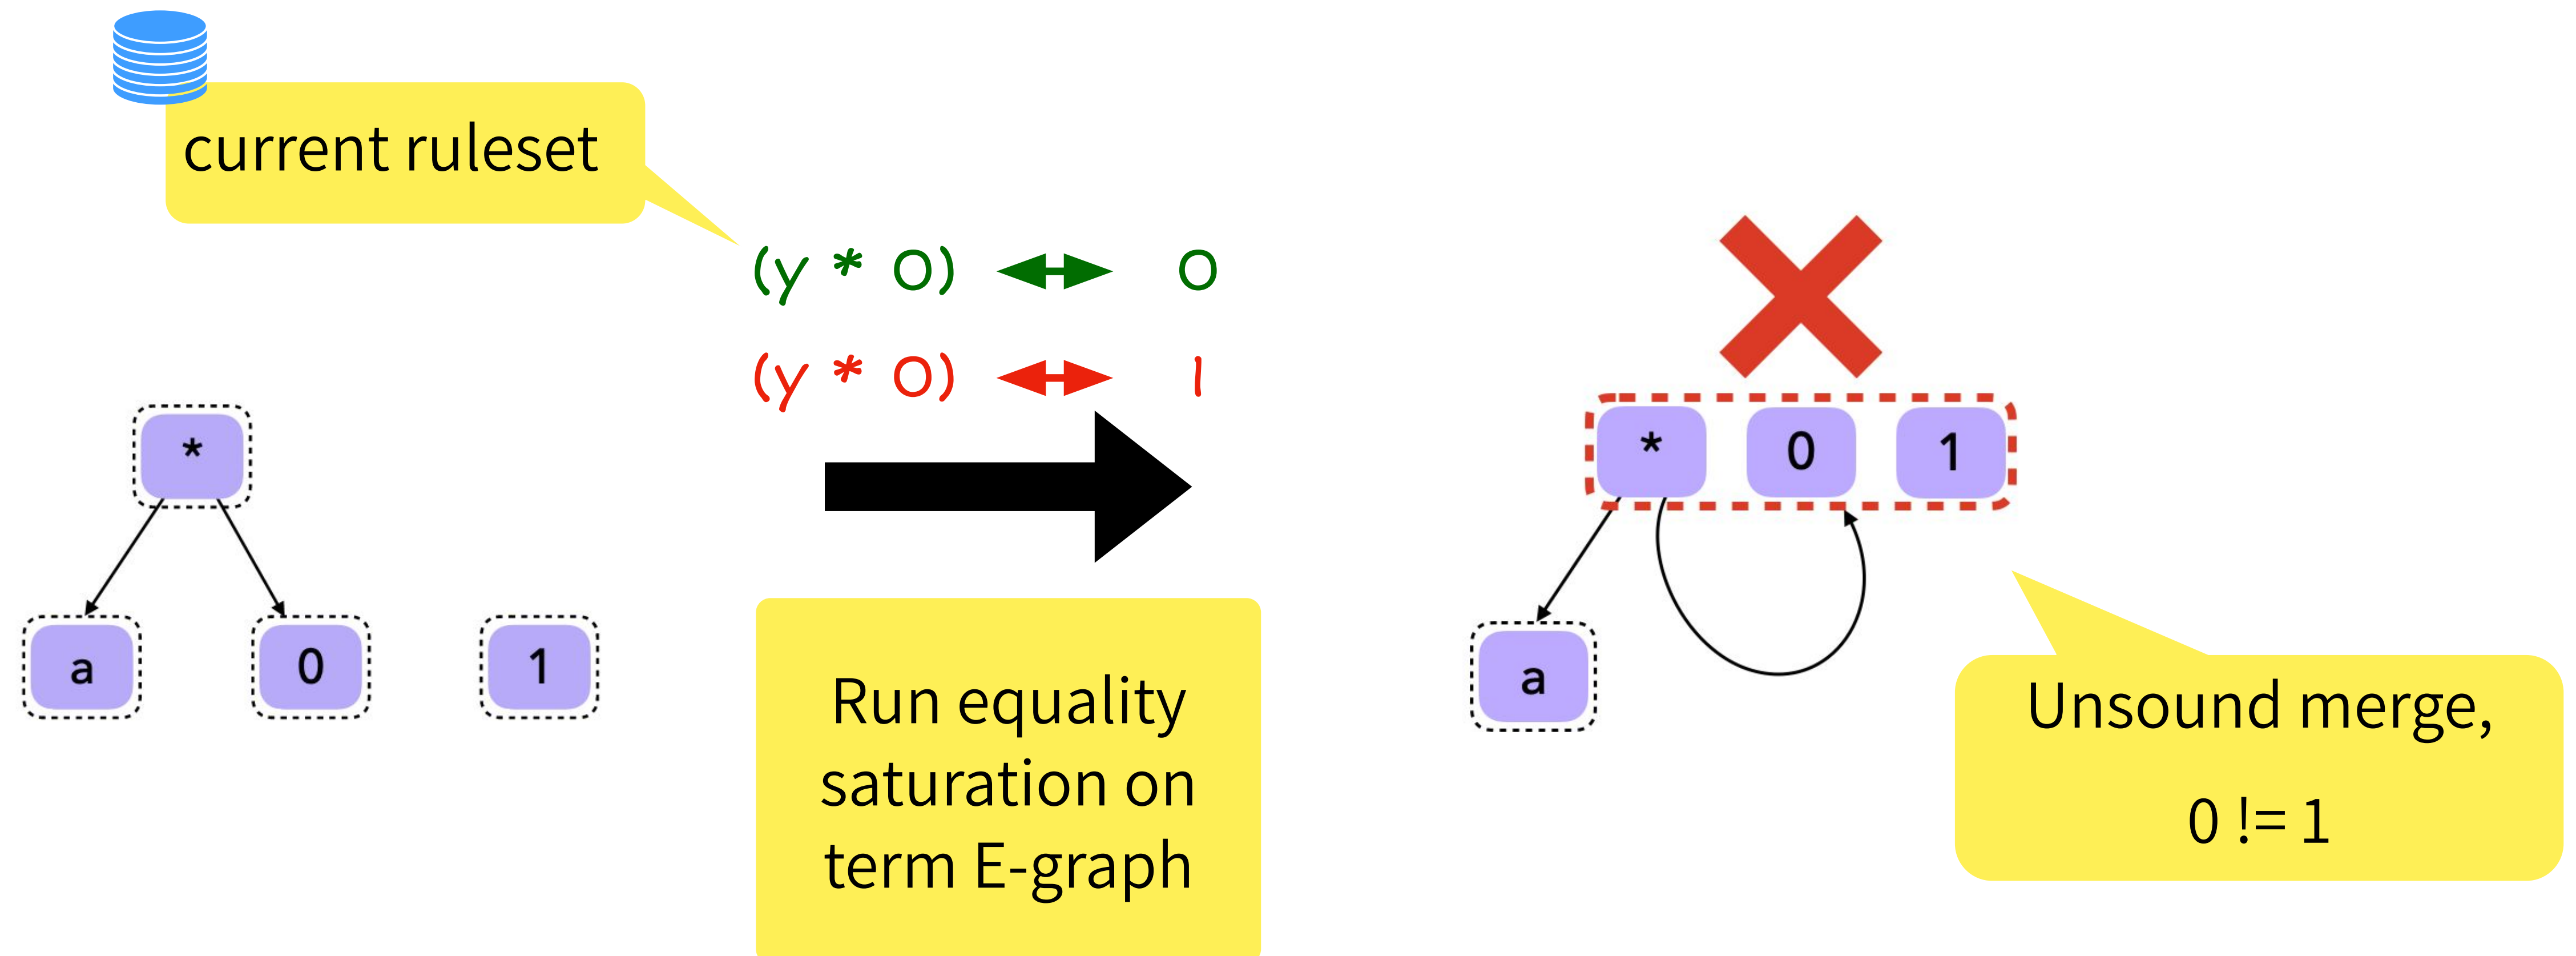 current ruleset
(y * 0) 0
(y * 0) 1
*
a 0 1
Run equality
saturation on
term E-graph
* 0 1
a
Unsound merge,
0 != 1